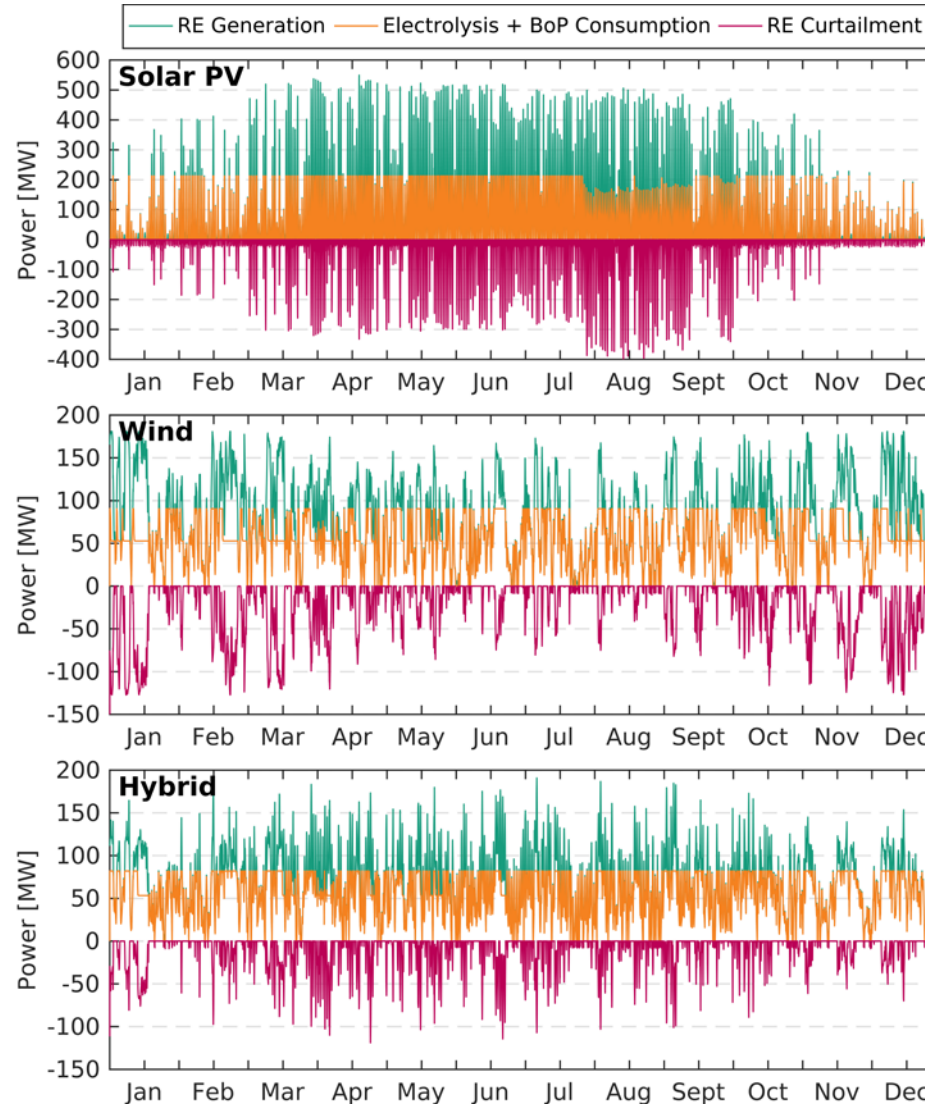 RE Generation Electrolysis + BoP Consumption RE Curtailment
Solar PV
Power [MW]
600
500
400
300
200
100
0
-100
-200
-300
-400
Jan Feb Mar Apr May Jun Jul Aug Sept Oct Nov Dec
Wind
Power [MW]
200
150
100
50
0
-50
-100
-150
Jan Feb Mar Apr May Jun Jul Aug Sept Oct Nov Dec
Hybrid
Power [MW]
200
150
100
50
0
-50
-100
-150
Jan Feb Mar Apr May Jun Jul Aug Sept Oct Nov Dec